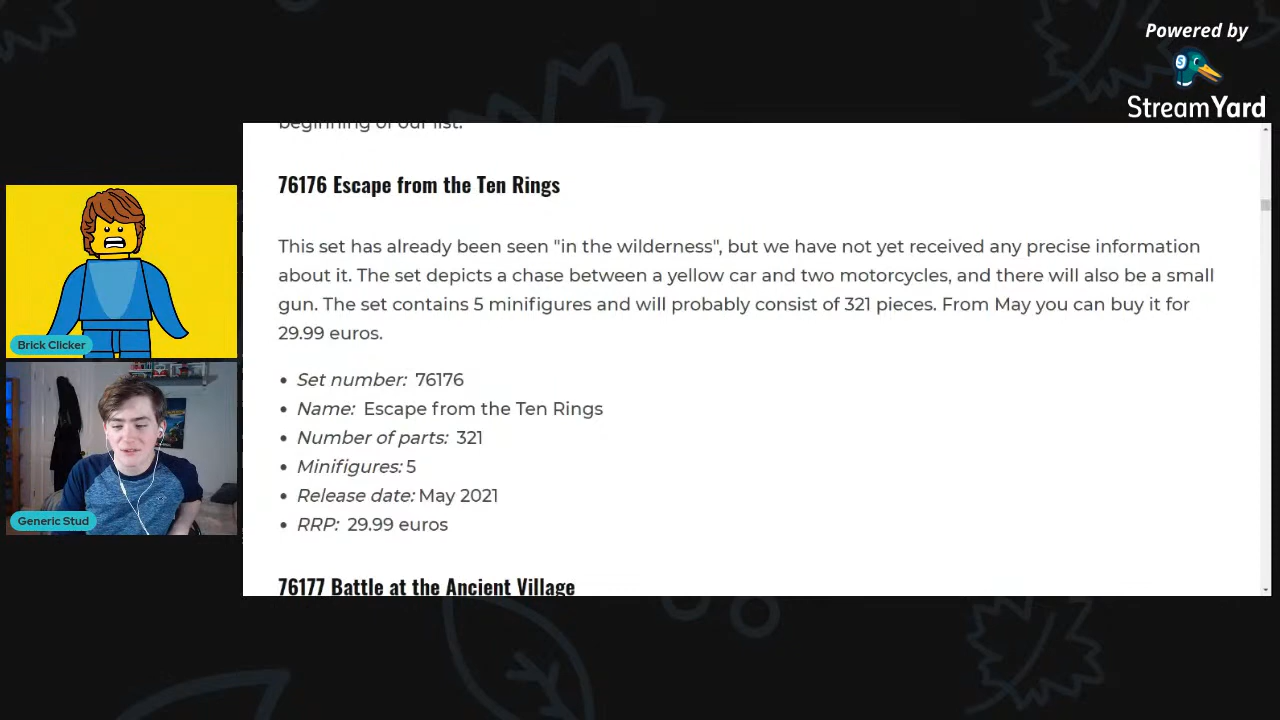 Powered by
StreamYard
beginning of our list.
76176 Escape from the Ten Rings
This set has already been seen "in the wilderness", but we have not yet received any precise information
about it. The set depicts a chase between a yellow car and two motorcycles, and there will also be a small
gun. The set contains 5 minifigures and will probably consist of 321 pieces. From May you can buy it for
29.99 euros.
• Set number: 76176
• Name: Escape from the Ten Rings
• Number of parts: 321
• Minifigures: 5
• Release date: May 2021
• RRP: 29.99 euros
76177 Battle at the Ancient Village
Brick Clicker
Generic Stud